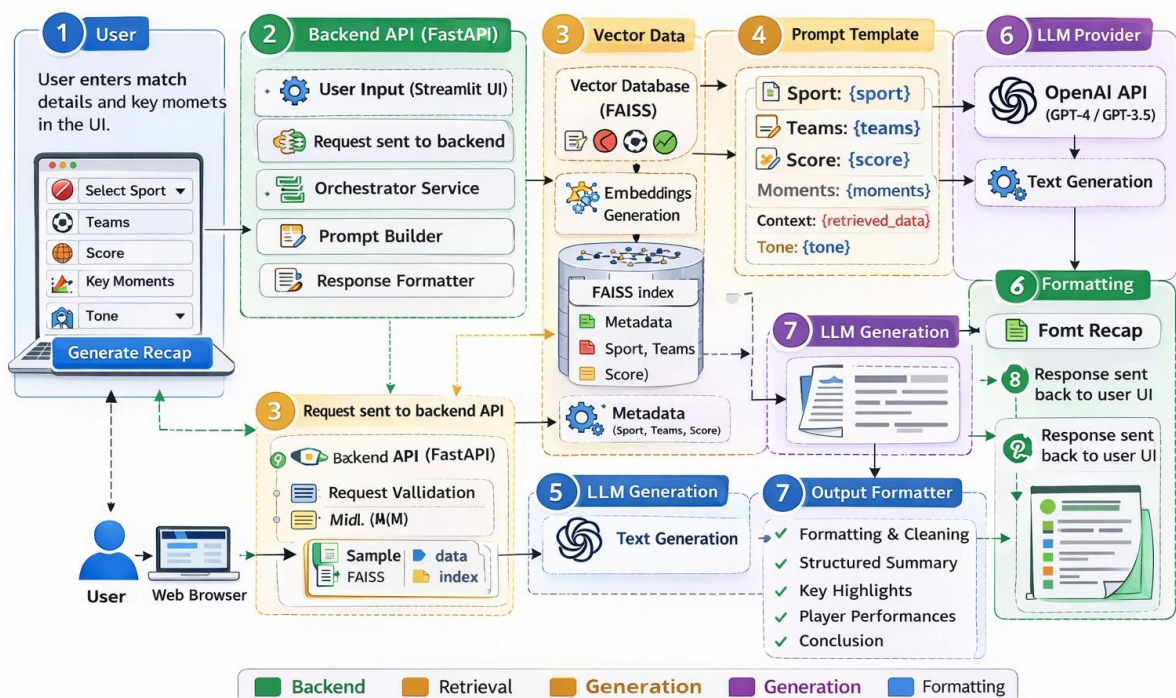 1 User
User enters match
details and key momets
in the UI.
Select Sport
Teams
Score
Key Moments
Tone
Generate Recap
2 Backend API (FastAPI)
User Input (Streamlit UI)
Request sent to backend
Orchestrator Service
Prompt Builder
Response Formatter
3 Vector Data
Vector Database
(FAISS)
Embeddings
Generation
FAISS index
Metadata
Sport, Teams
Score)
Metadata
(Sport, Teams, Score)
4 Prompt Template
Sport: {sport}
Teams: {teams}
Score: {score}
Moments: {moments}
Context: {retrieved_data}
Tone: {tone}
6 LLM Provider
OpenAI API
(GPT-4 / GPT-3.5)
Text Generation
6 Formatting
Fomt Recap
8 Response sent
back to user UI
Response sent
back to user UI
7 LLM Generation
3 Request sent to backend API
Backend API (FastAPI)
Request Vallidation
Midl.
Sample data
FAISS index
5 LLM Generation
Text Generation
7 Output Formatter
Formatting & Cleaning
Structured Summary
Key Highlights
Player Performances
Conclusion
User
Web Browser
Backend Retrieval Generation Generation Formatting